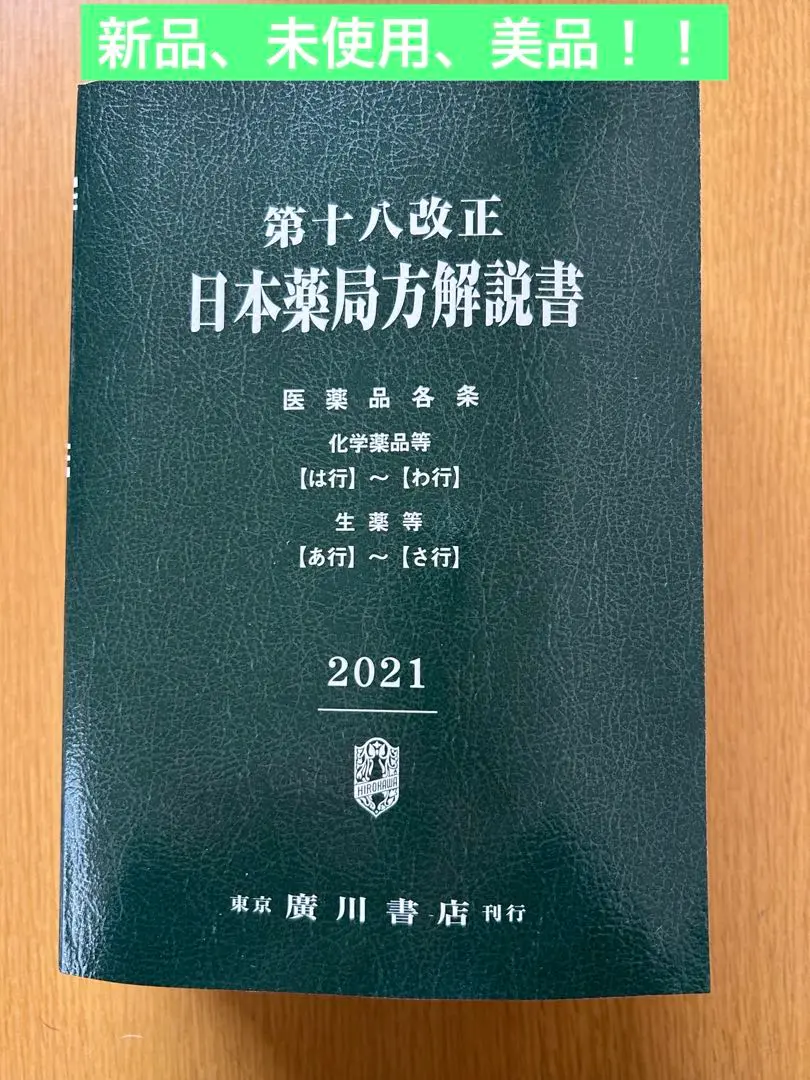 新品、未使用、美品！！
第十八改正
日本薬局方解説書
医薬品各条
化学薬品等
【は行】～【わ行】
生薬等
【あ行】～【さ行】
2021
HIROKAWA
東京 廣川書店 刊行